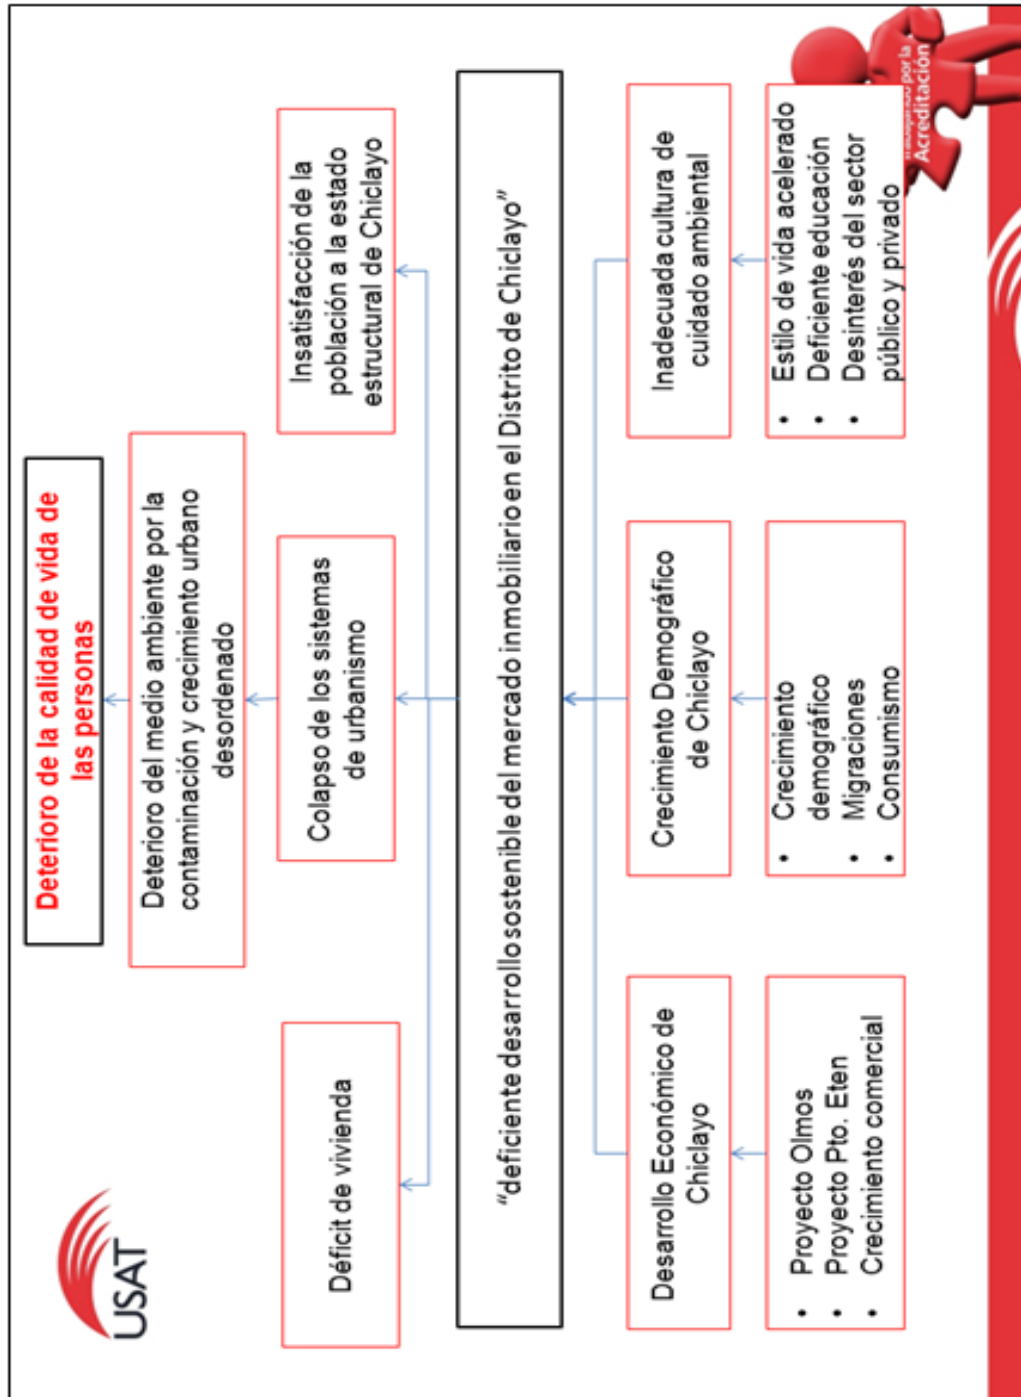 USAT
Deterioro de la calidad de vida de
las personas
Deterioro del medio ambiente por la
contaminación y crecimiento urbano
desordenado
Déficit de vivienda
Colapso de los sistemas
de urbanismo
Insatisfacción de la
población a la estado
estructural de Chiclayo
“deficiente desarrollo sostenible del mercado inmobiliario en el Distrito de Chiclayo”
Desarrollo Económico de
Chiclayo
Crecimiento Demográfico
de Chiclayo
Inadecuada cultura de
cuidado ambiental
• Proyecto Olmos
• Proyecto Pto. Eten
• Crecimiento comercial
• Crecimiento
demográfico
• Migraciones
• Consumismo
• Estilo de vida acelerado
• Deficiente educación
• Desinterés del sector
público y privado
por la
Acreditación